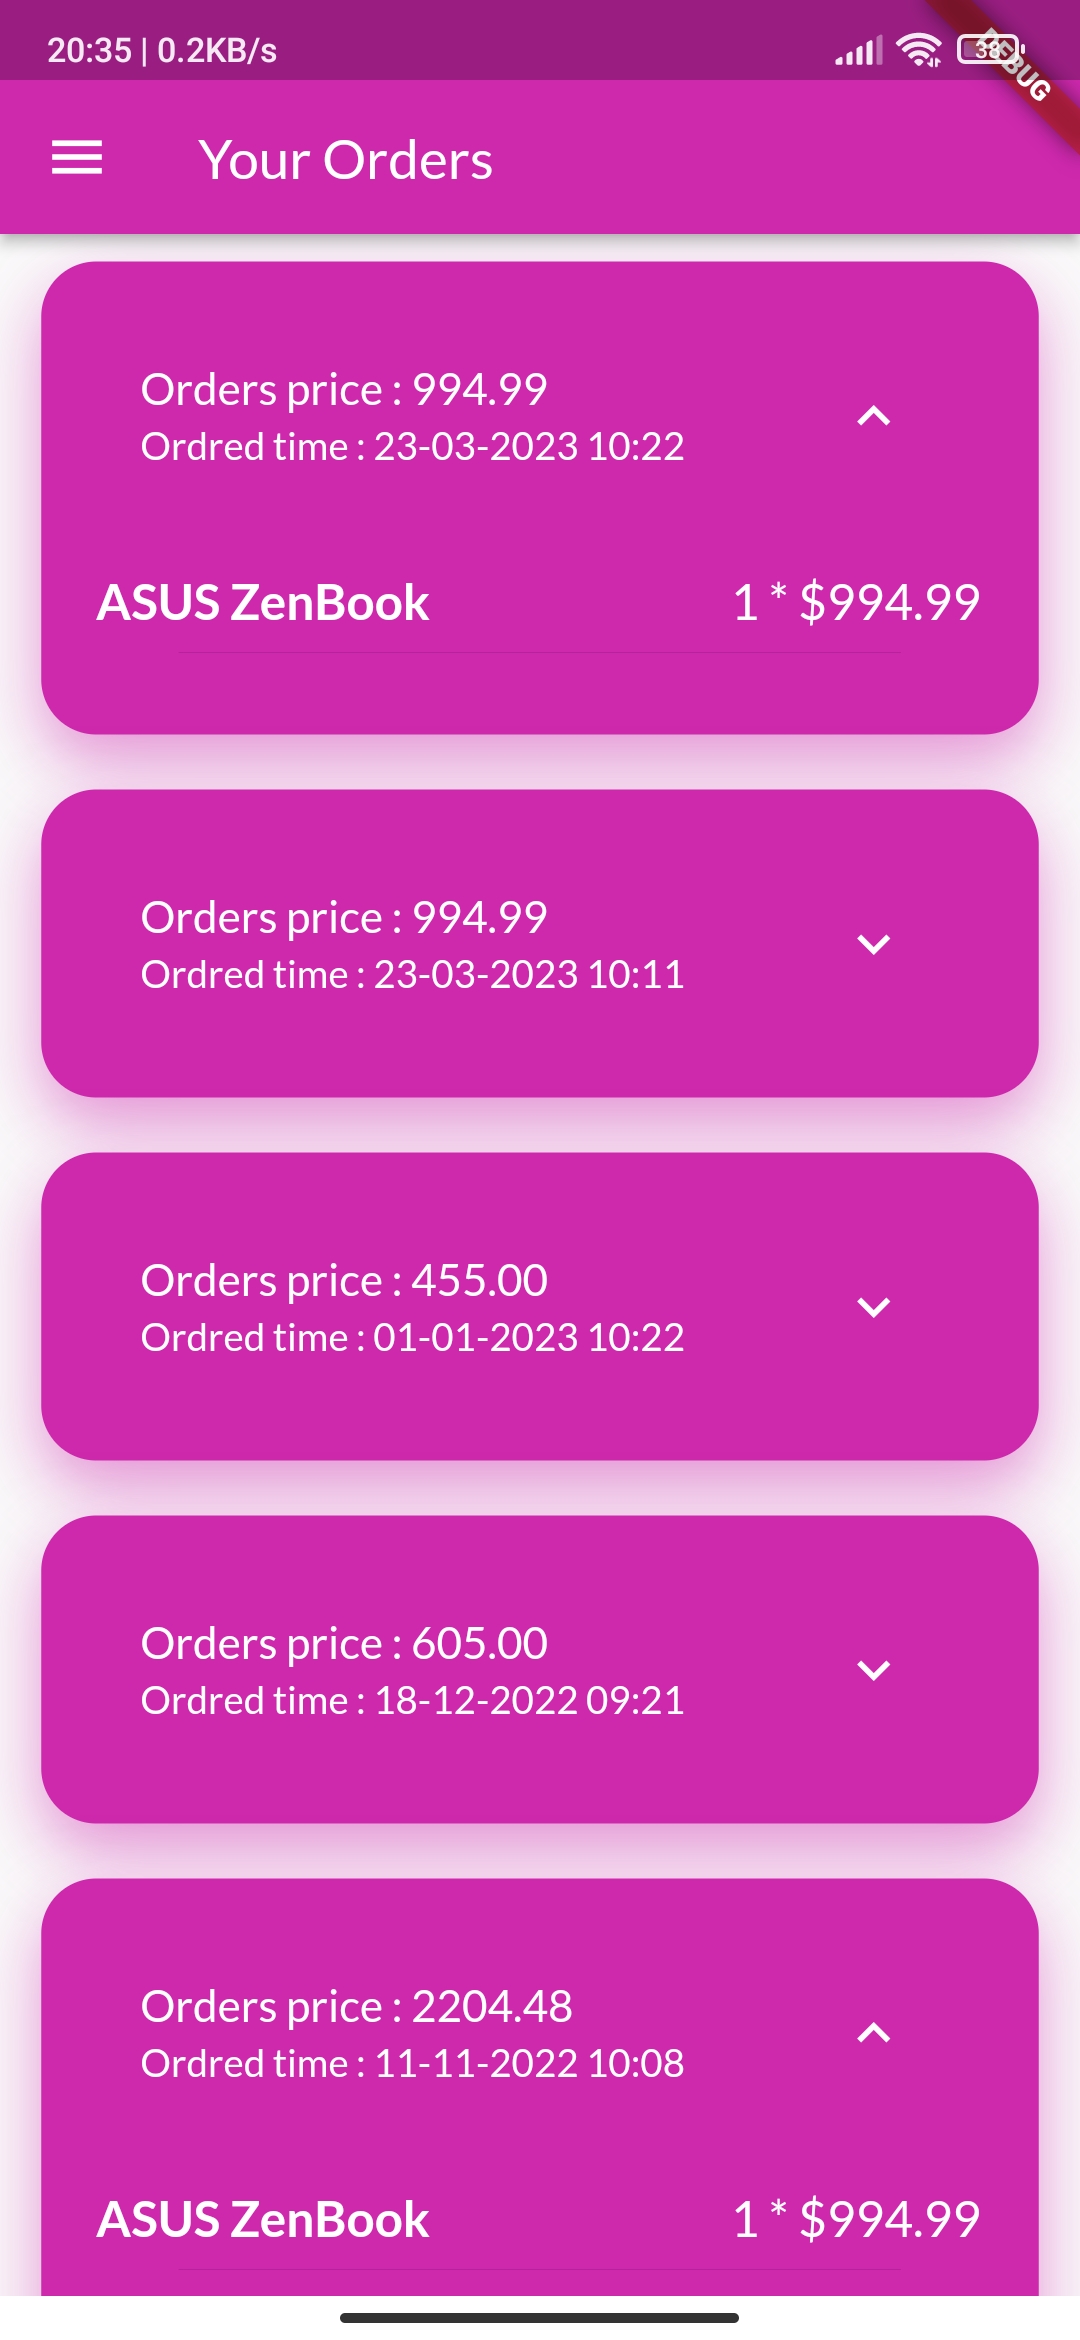 20:35 | 0.2KB/s
38
DEBUG
Your Orders
Orders price : 994.99
Ordred time : 23-03-2023 10:22
ASUS ZenBook 1 * $994.99
Orders price : 994.99
Ordred time : 23-03-2023 10:11
Orders price : 455.00
Ordred time : 01-01-2023 10:22
Orders price : 605.00
Ordred time : 18-12-2022 09:21
Orders price : 2204.48
Ordred time : 11-11-2022 10:08
ASUS ZenBook 1 * $994.99